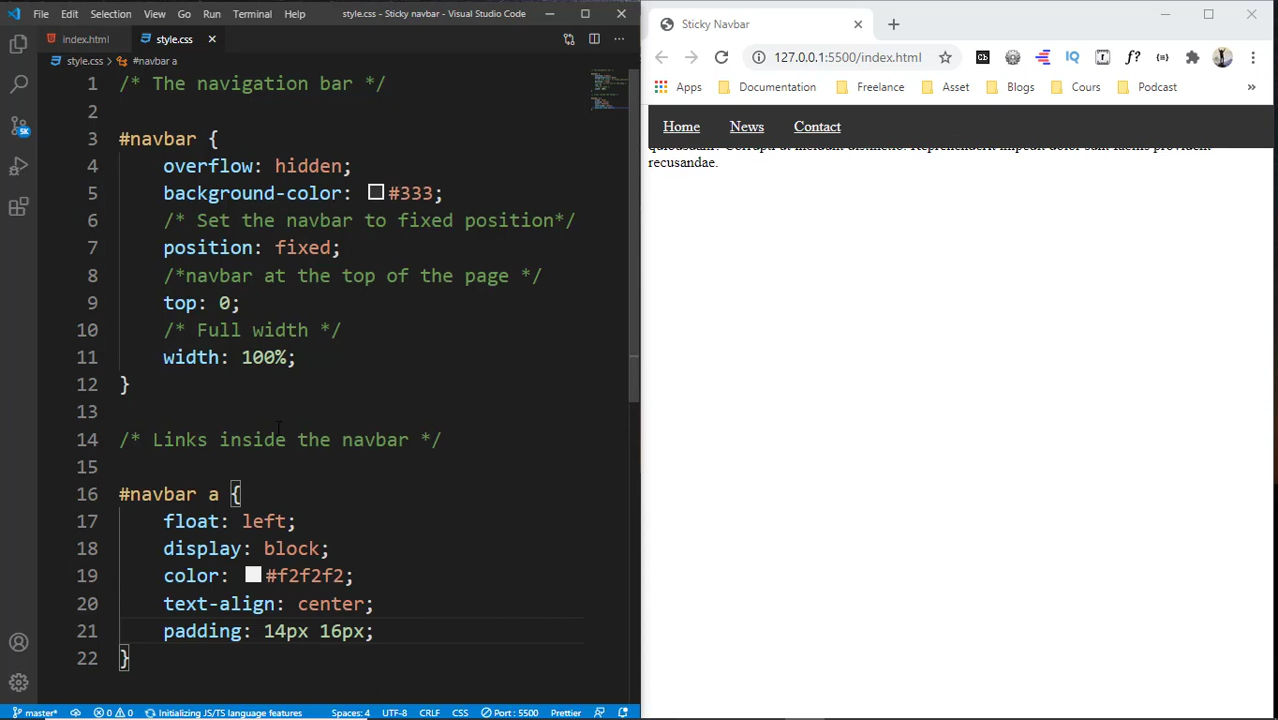 File Edit Selection View Go Run Terminal Help style.css - Sticky navbar - Visual Studio Code
index.html style.css
style.css > #navbar a
1 /* The navigation bar */
2
3 #navbar {
4 overflow: hidden;
5 background-color: #333;
6 /* Set the navbar to fixed position*/
7 position: fixed;
8 /*navbar at the top of the page */
9 top: 0;
10 /* Full width */
11 width: 100%;
12 }
13
14 /* Links inside the navbar */
15
16 #navbar a {
17 float: left;
18 display: block;
19 color: #f2f2f2;
20 text-align: center;
21 padding: 14px 16px;
22 }
5K
master* 0 0 Initializing JS/TS language features Spaces: 4 UTF-8 CRLF CSS Port : 5500 Prettier
Sticky Navbar
127.0.0.1:5500/index.html
Apps Documentation Freelance Asset Blogs Cours Podcast »
Home News Contact
recusandae.